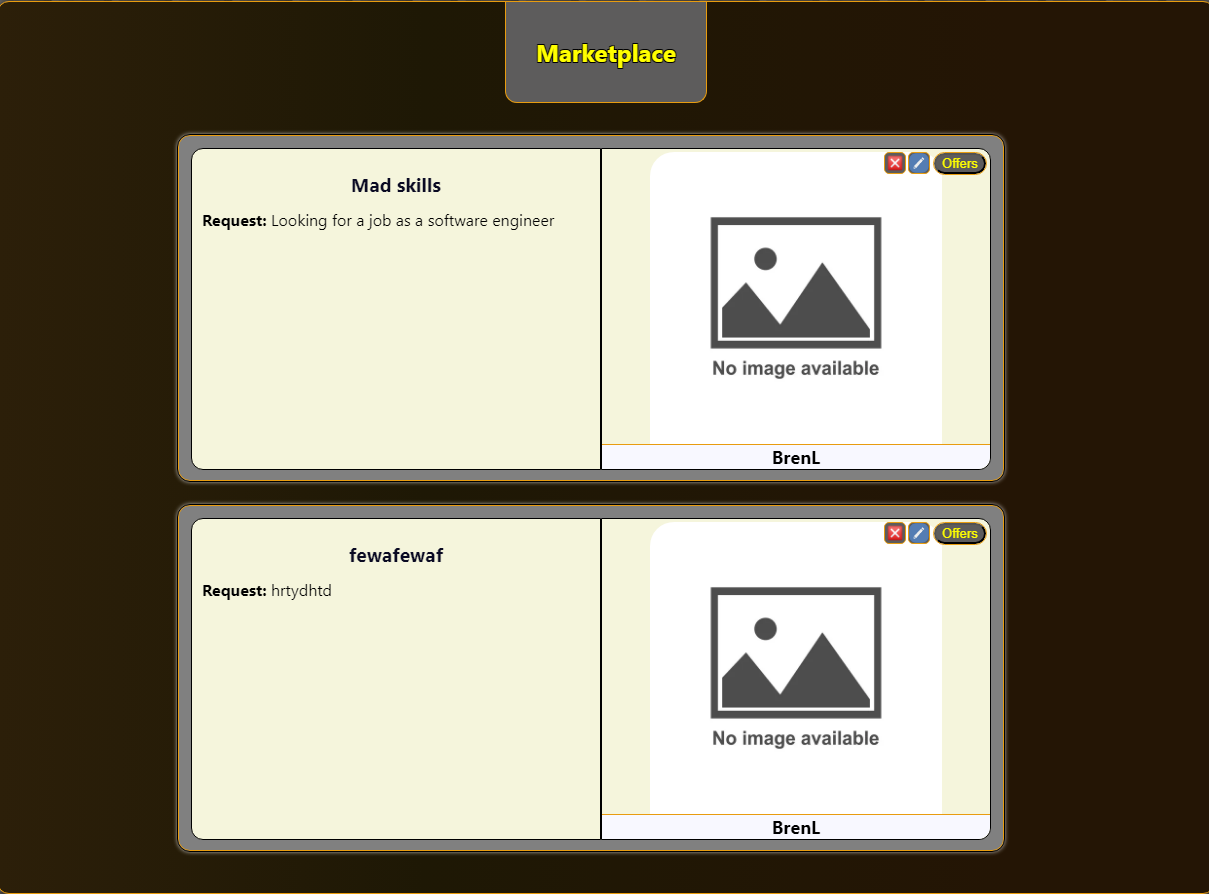 Marketplace
Mad skills
Request: Looking for a job as a software engineer
Offers
No image available
BrenL
fewafewaf
Request: hrtydhtd
Offers
No image available
BrenL